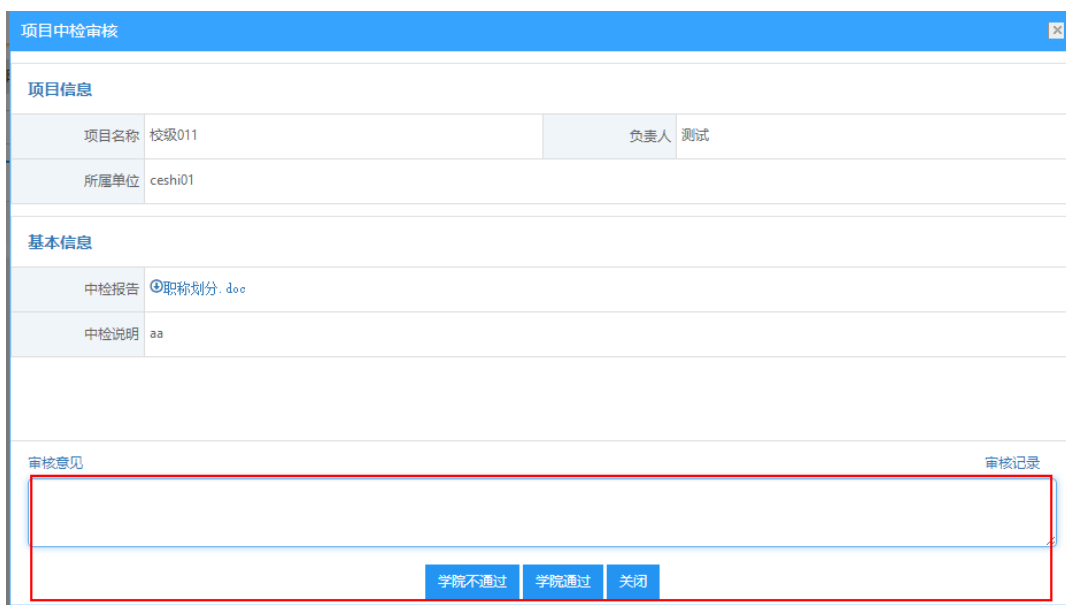 项目中检审核
项目信息
项目名称 校级011 负责人 测试
所属单位 ceshi01
基本信息
中检报告 职称划分.doc
中检说明 aa
审核意见 审核记录
学院不通过 学院通过 关闭